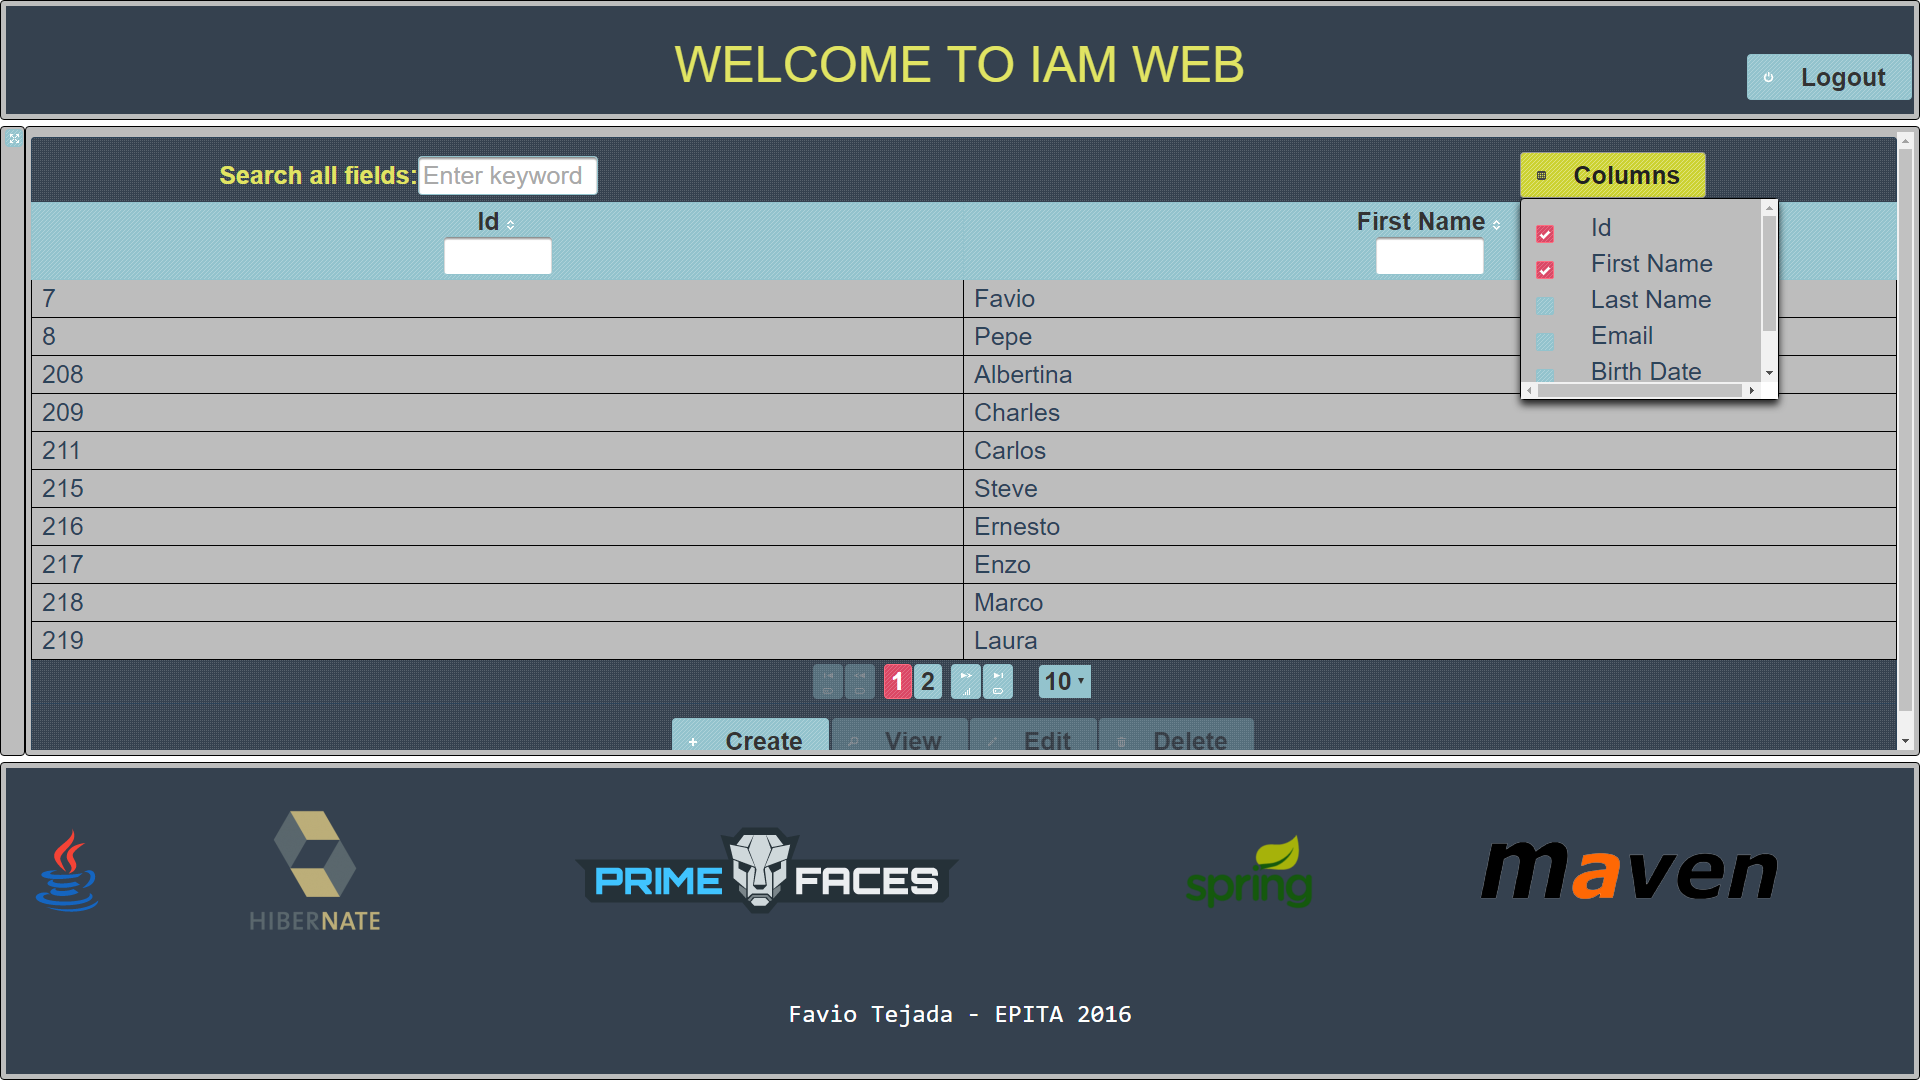 WELCOME TO IAM WEB
Logout
Search all fields: Enter keyword
Columns
Id
First Name
Id
First Name
Last Name
Email
Birth Date
7 Favio
8 Pepe
208 Albertina
209 Charles
211 Carlos
215 Steve
216 Ernesto
217 Enzo
218 Marco
219 Laura
1 2 10
Create View Edit Delete
HIBERNATE
PRIME FACES
spring
maven
Favio Tejada - EPITA 2016